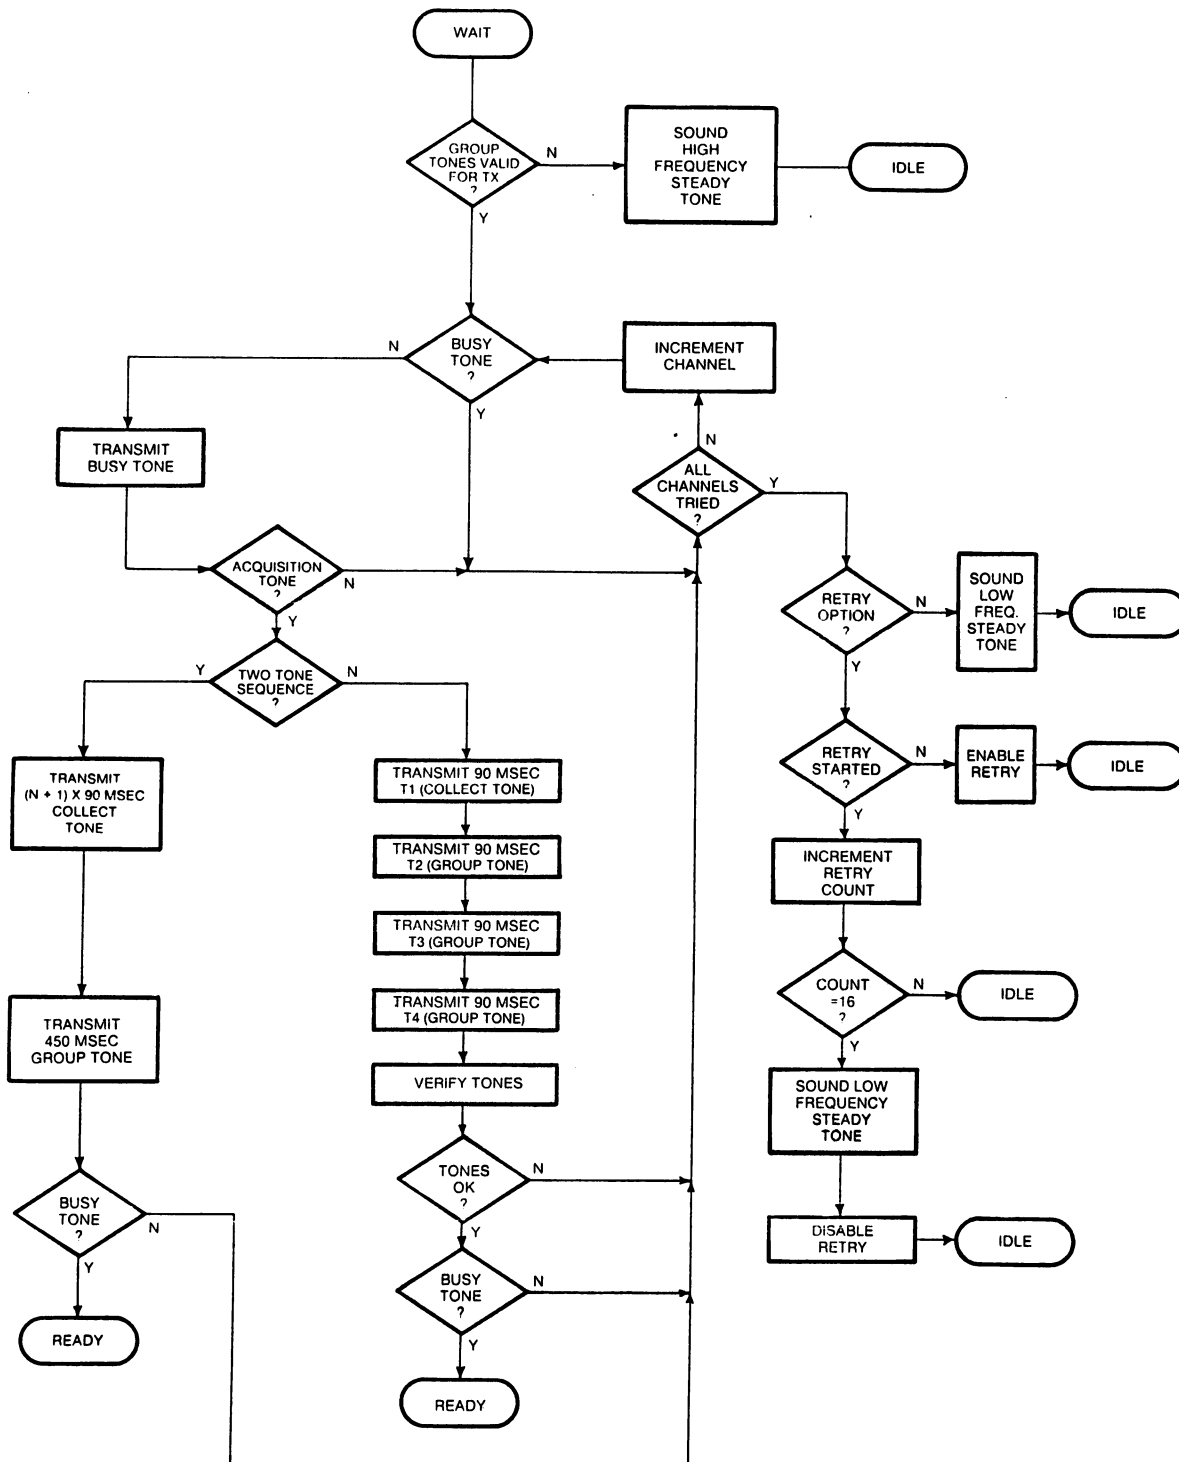 WAIT
GROUP
TONES VALID
FOR TX
?
N
Y
SOUND
HIGH
FREQUENCY
STEADY
TONE
IDLE
BUSY
TONE
?
N
Y
INCREMENT
CHANNEL
TRANSMIT
BUSY TONE
N
ALL
CHANNELS
TRIED
?
Y
ACQUISITION
TONE
?
N
Y
RETRY
OPTION
?
N
Y
SOUND
LOW
FREQ.
STEADY
TONE
IDLE
TWO TONE
SEQUENCE
?
Y
N
RETRY
STARTED
?
N
Y
ENABLE
RETRY
IDLE
TRANSMIT
(N + 1) X 90 MSEC
COLLECT
TONE
TRANSMIT 90 MSEC
T1 (COLLECT TONE)
TRANSMIT 90 MSEC
T2 (GROUP TONE)
TRANSMIT 90 MSEC
T3 (GROUP TONE)
TRANSMIT 90 MSEC
T4 (GROUP TONE)
VERIFY TONES
INCREMENT
RETRY
COUNT
COUNT
=16
?
N
Y
IDLE
TRANSMIT
450 MSEC
GROUP TONE
SOUND LOW
FREQUENCY
STEADY
TONE
TONES
OK
?
N
Y
BUSY
TONE
?
N
Y
DISABLE
RETRY
IDLE
BUSY
TONE
?
N
Y
READY
READY